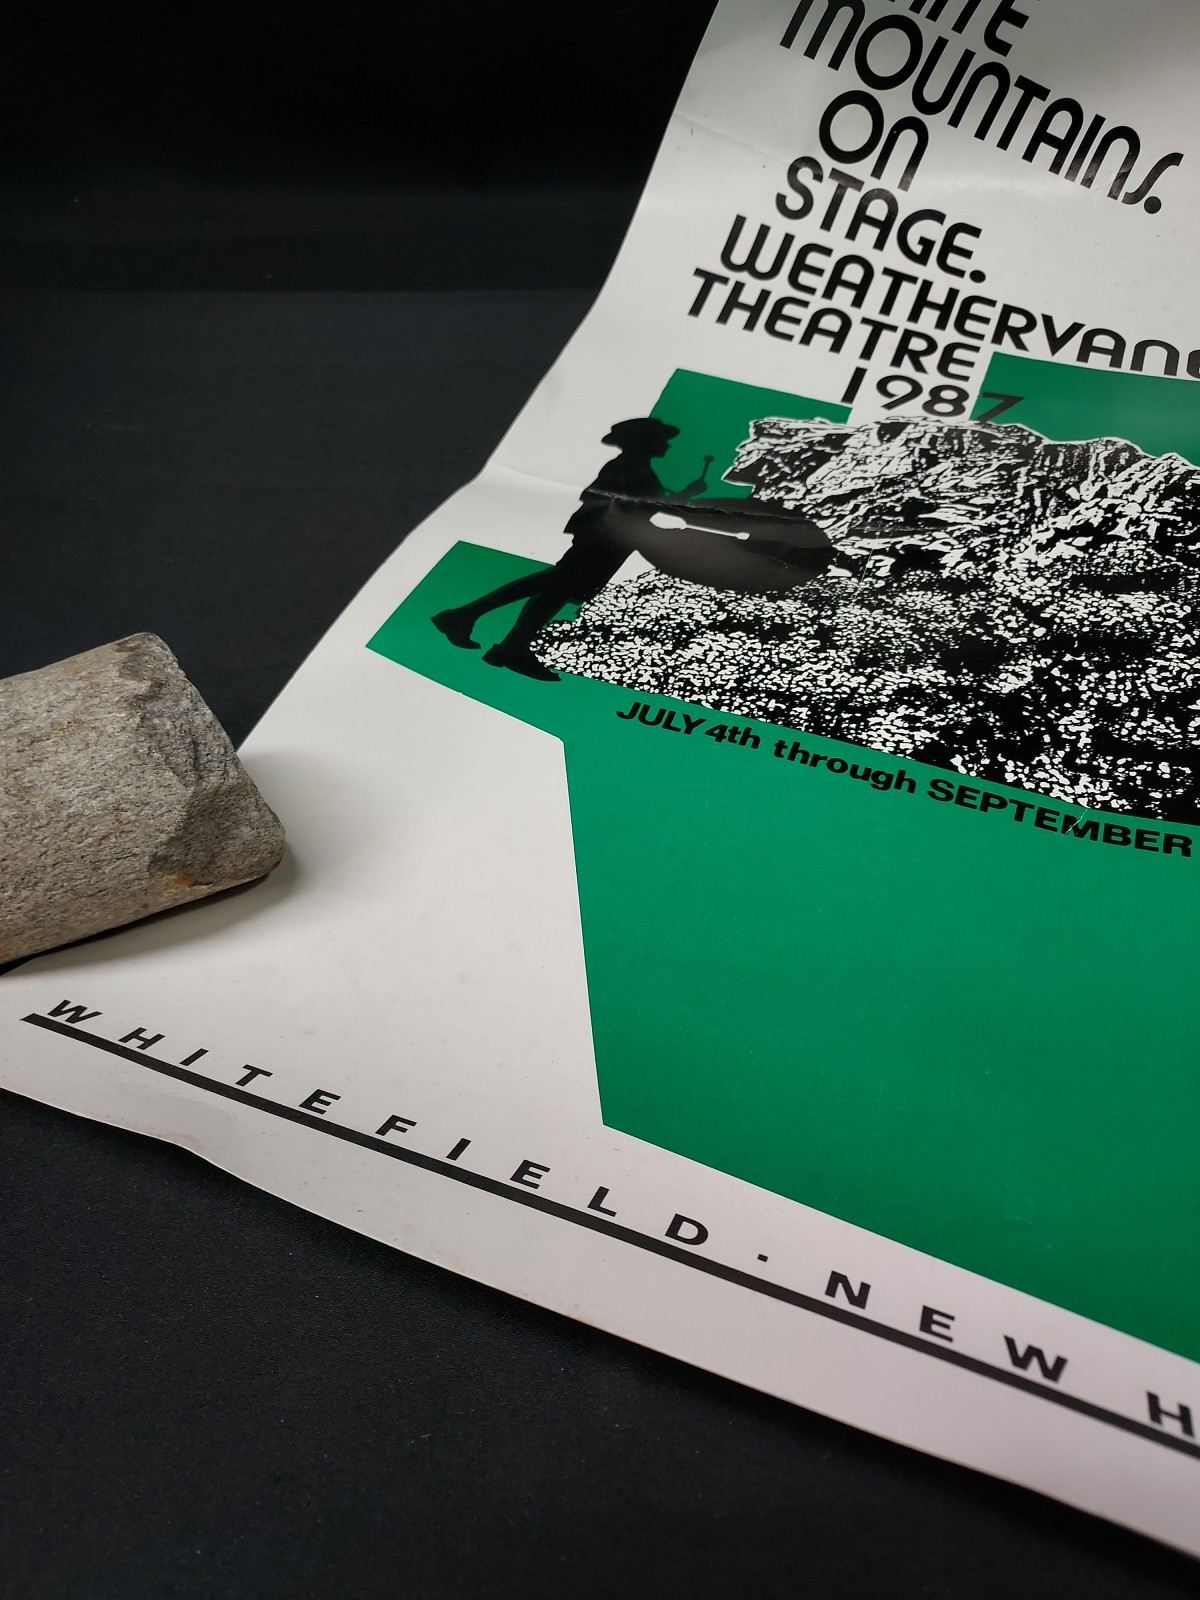 MOUNTAINS.
ON
STAGE.
WEATHERVANE
THEATRE
1987
JULY 4th through SEPTEMBER
WHITEFIELD · NEW H